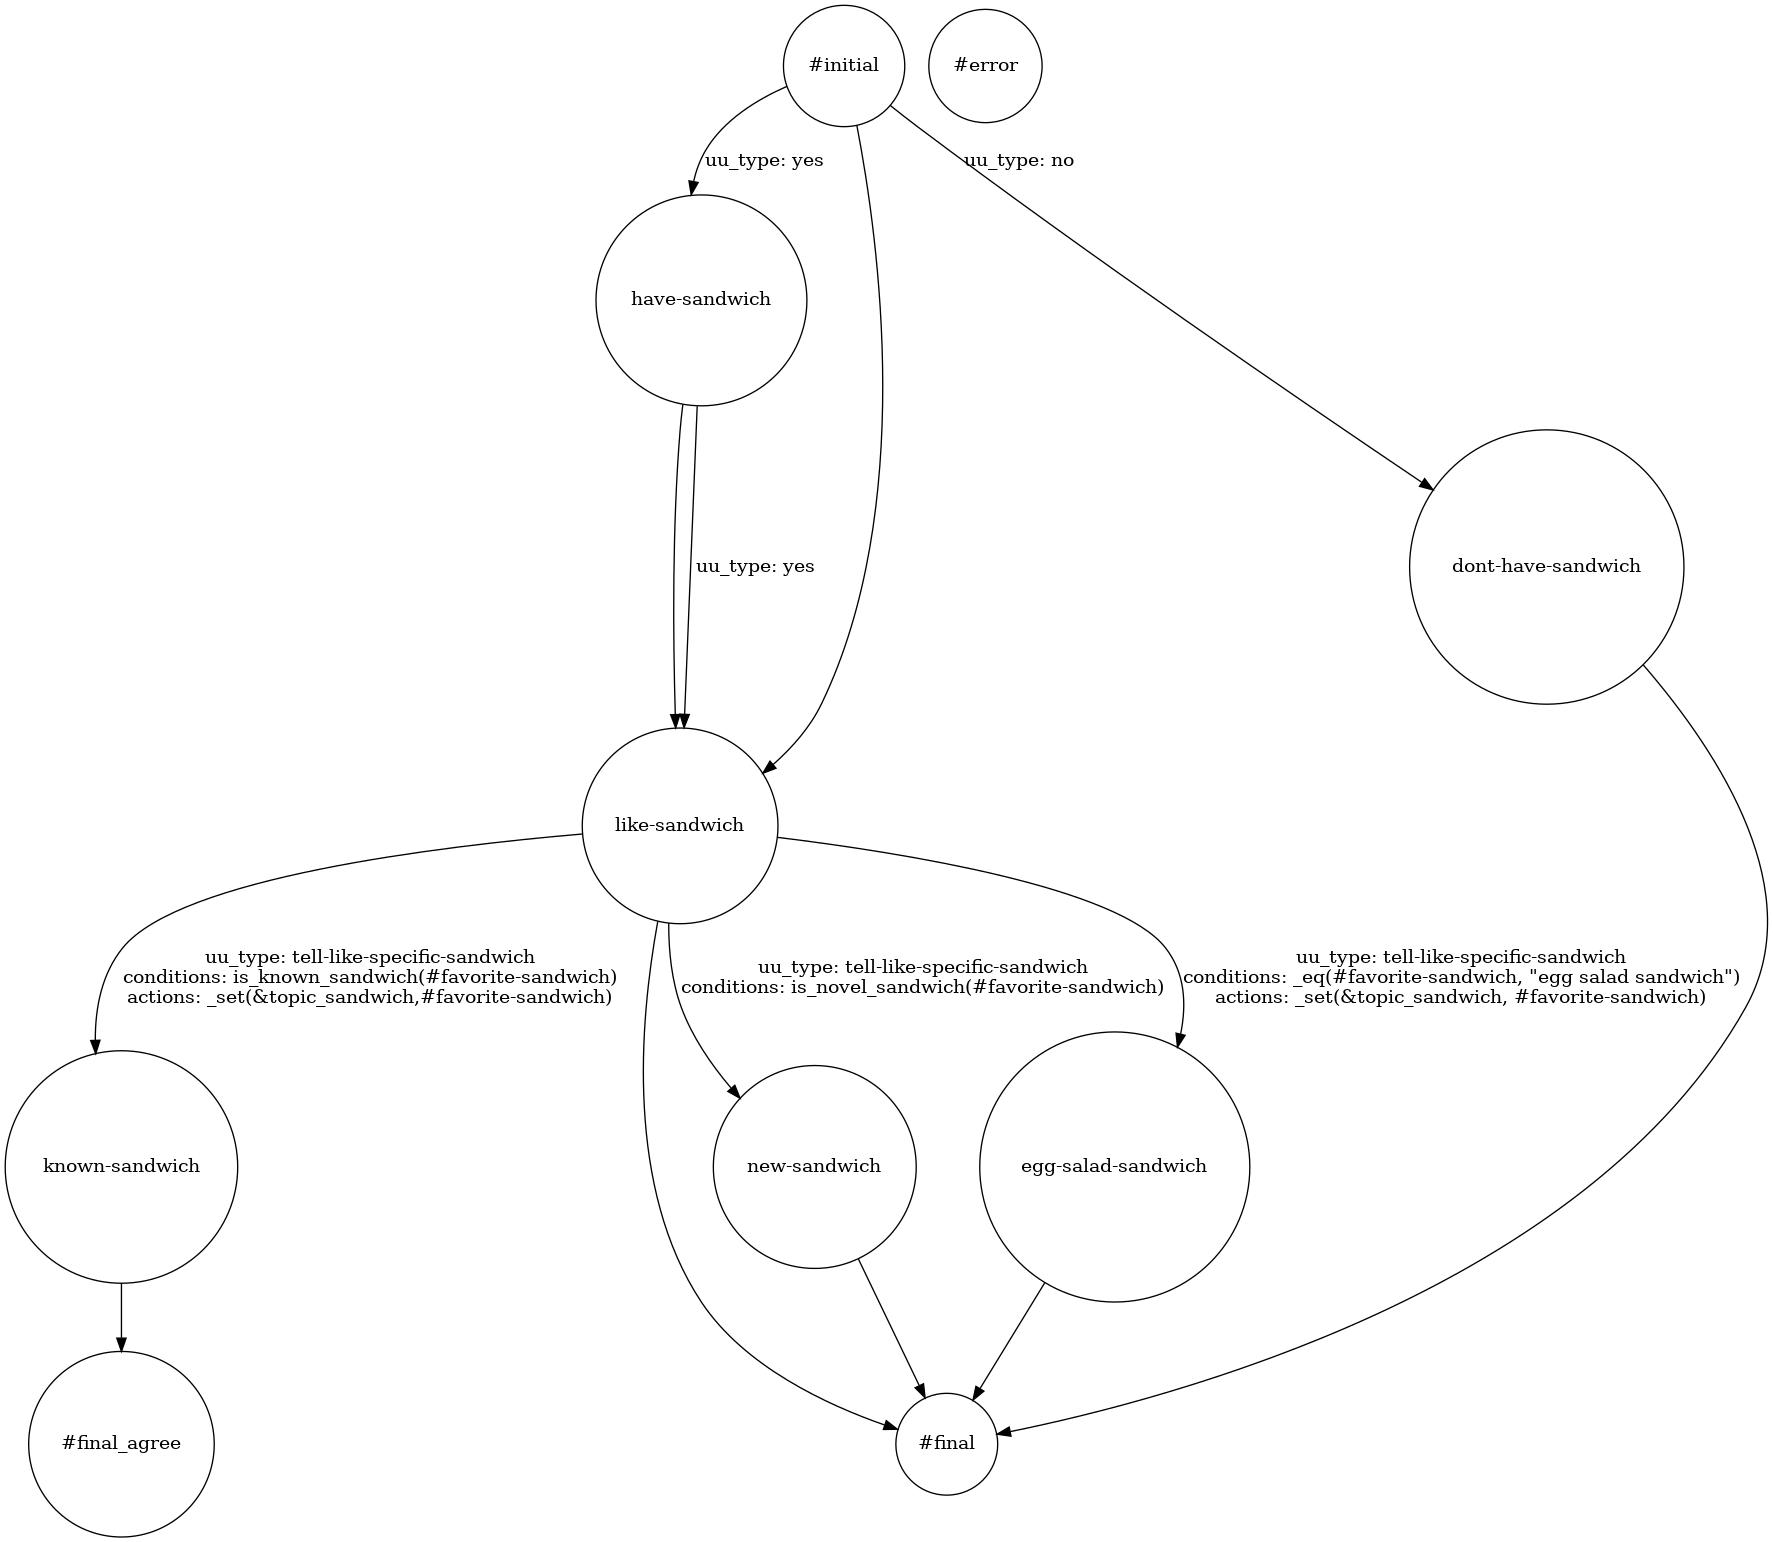 #initial
#error
uu_type: yes
uu_type: no
have-sandwich
uu_type: yes
dont-have-sandwich
like-sandwich
uu_type: tell-like-specific-sandwich
conditions: is_known_sandwich(#favorite-sandwich)
actions: _set(&topic_sandwich,#favorite-sandwich)
uu_type: tell-like-specific-sandwich
conditions: is_novel_sandwich(#favorite-sandwich)
uu_type: tell-like-specific-sandwich
conditions: _eq(#favorite-sandwich, "egg salad sandwich")
actions: _set(&topic_sandwich, #favorite-sandwich)
known-sandwich
new-sandwich
egg-salad-sandwich
#final_agree
#final